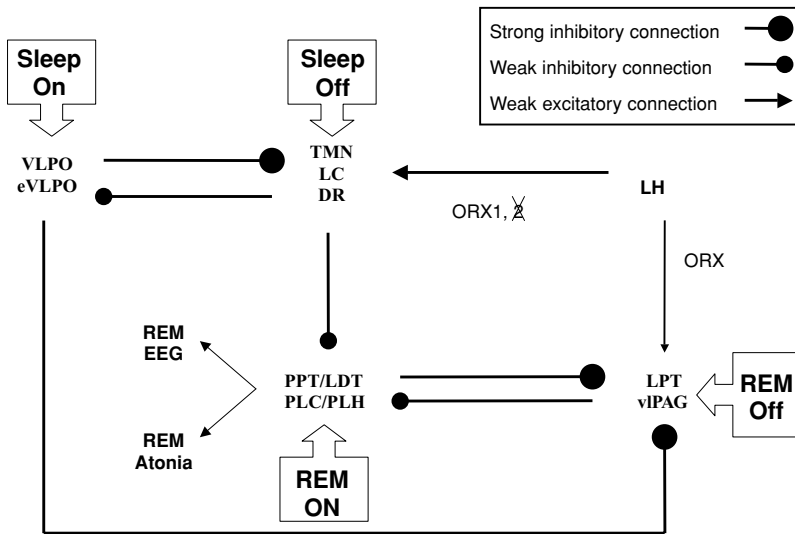 Strong inhibitory connection
Weak inhibitory connection
Weak excitatory connection
Sleep
On
Sleep
Off
VLPO
eVLPO
TMN
LC
DR
LH
ORX1, 2
ORX
REM
EEG
REM
Atonia
PPT/LDT
PLC/PLH
LPT
vlPAG
REM
Off
REM
ON